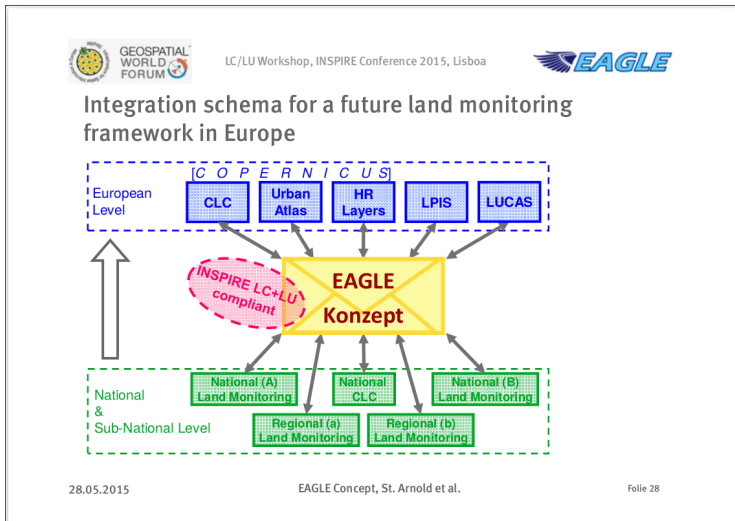 GEOSPATIAL
WORLD
FORUM
LC/LU Workshop, INSPIRE Conference 2015, Lisboa
EAGLE
Integration schema for a future land monitoring
framework in Europe
[C O P E R N I C U S]
European
Level
CLC
Urban
Atlas
HR
Layers
LPIS
LUCAS
INSPIRE LC+LU
compliant
EAGLE
Konzept
National
&
Sub-National Level
National (A)
Land Monitoring
National
CLC
National (B)
Land Monitoring
Regional (a)
Land Monitoring
Regional (b)
Land Monitoring
28.05.2015
EAGLE Concept, St. Arnold et al.
Folie 28